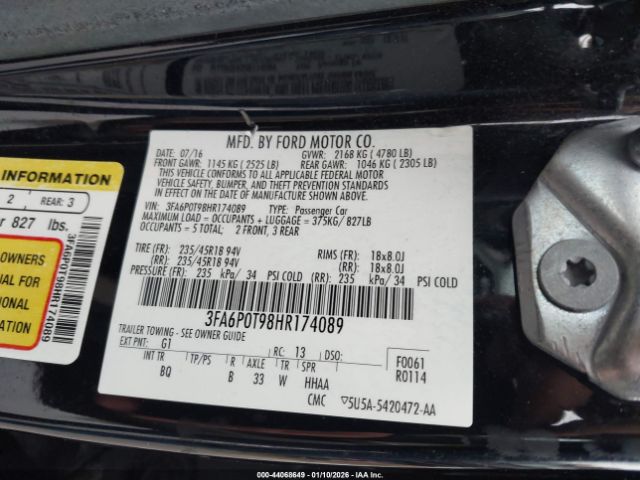 MFD. BY FORD MOTOR CO.
DATE: 07/16 GVWR: 2168 KG ( 4780 LB)
FRONT GAWR: 1145 KG ( 2525 LB) REAR GAWR: 1046 KG ( 2305 LB)
THIS VEHICLE CONFORMS TO ALL APPLICABLE FEDERAL MOTOR
VEHICLE SAFETY, BUMPER, AND THEFT PREVENTION STANDARDS
IN EFFECT ON THE DATE OF MANUFACTURE SHOWN ABOVE.
VIN: 3FA6P0T98HR174089 TYPE: Passenger Car
MAXIMUM LOAD = OCCUPANTS + LUGGAGE = 375KG / 827LB
OCCUPANTS = 5 TOTAL: 2 FRONT, 3 REAR
TIRE (FR): 235/45R18 94V RIMS (FR): 18x8.0J
(RR): 235/45R18 94V (RR): 18x8.0J
PRESSURE (FR): 235 kPa/ 34 PSI COLD (RR): 235 kPa/ 34 PSI COLD
3FA6P0T98HR174089
TRAILER TOWING - SEE OWNER GUIDE
EXT PNT: G1 RC: 13 DSO: F0061
INT TR TP/PS R AXLE TR SPR R0114
BQ B 33 W HHAA
CMC 5U5A-5420472-AA
INFORMATION
2 REAR: 3
827 lbs.
OWNERS
MANUAL FOR
ADDITIONAL
INFORMATION
3FA6P0T98HR174089
000-44068649 - 01/10/2026 - IAAI.COM